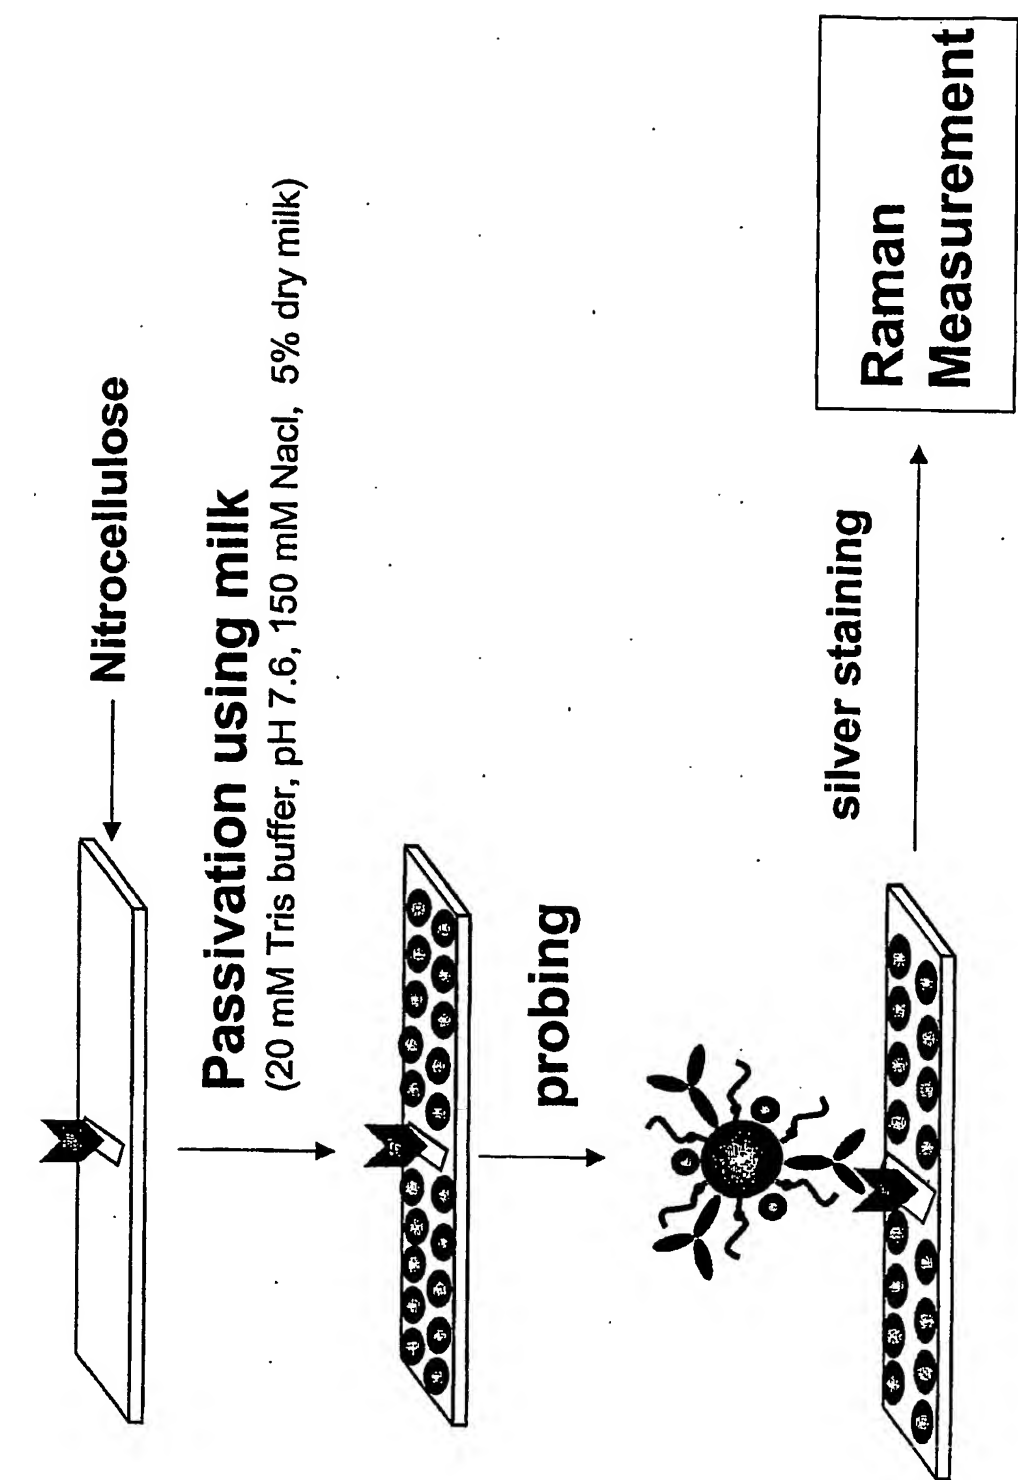 Nitrocellulose
Passivation using milk
(20 mM Tris buffer, pH 7.6, 150 mM Nacl, 5% dry milk)
probing
silver staining
Raman
Measurement